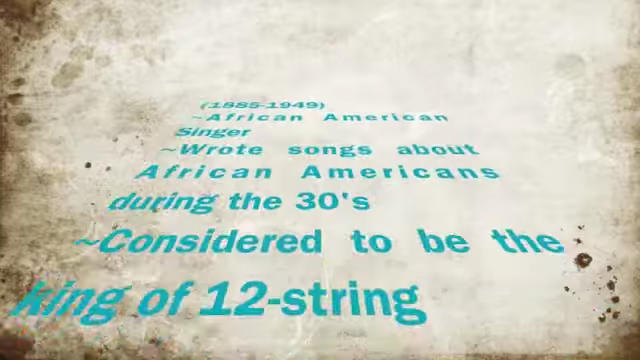 (1885-1949)
~African American
Singer
~Wrote songs about
African Americans
during the 30's
~Considered to be the
king of 12-string